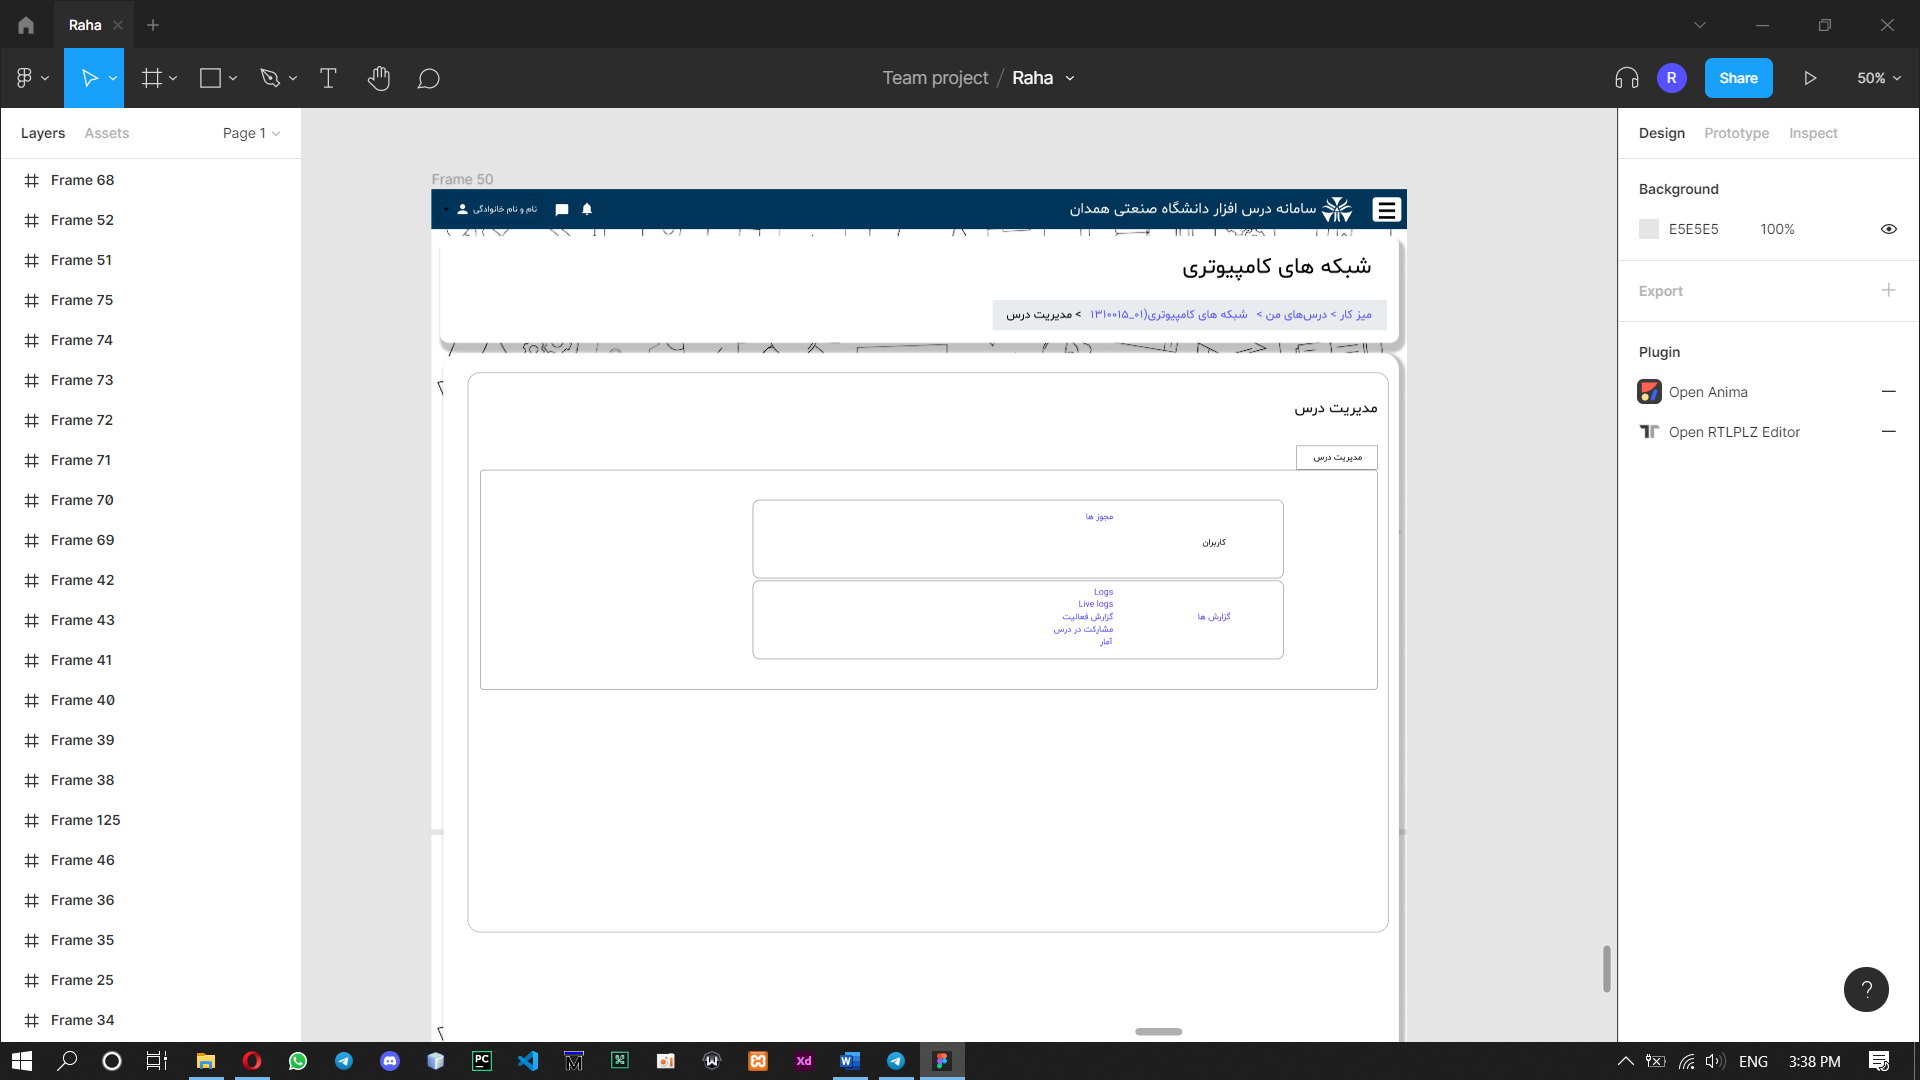 Raha
Team project / Raha
R
Share
50%
Layers
Assets
Page 1
Frame 68
Frame 52
Frame 51
Frame 75
Frame 74
Frame 73
Frame 72
Frame 71
Frame 70
Frame 69
Frame 42
Frame 43
Frame 41
Frame 40
Frame 39
Frame 38
Frame 125
Frame 46
Frame 36
Frame 35
Frame 25
Frame 34
Frame 50
سامانه درس افزار دانشگاه صنعتی همدان
نام و نام خانوادگی
شبکه های کامپیوتری
میز کار > درس‌های من > شبکه های کامپیوتری(۰۱_۱۳۱۰۰۱۵ > مدیریت درس
مدیریت درس
مدیریت درس
مجوز ها
کاربران
Logs
Live logs
گزارش فعالیت
گزارش ها
مشارکت در درس
آمار
Design
Prototype
Inspect
Background
E5E5E5
100%
Export
Plugin
Open Anima
Open RTLPLZ Editor
?
PC
Xd
W
ENG
3:38 PM